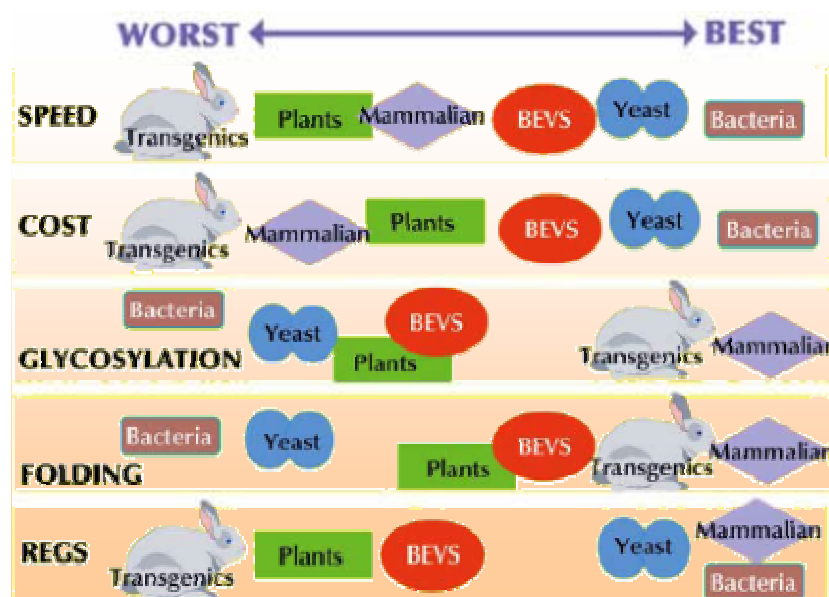 WORST BEST
SPEED Transgenics Plants Mammalian BEVS Yeast Bacteria
COST Transgenics Mammalian Plants BEVS Yeast Bacteria
GLYCOSYLATION Bacteria Yeast Plants BEVS Transgenics Mammalian
FOLDING Bacteria Yeast Plants BEVS Transgenics Mammalian
REGS Transgenics Plants BEVS Yeast Mammalian Bacteria